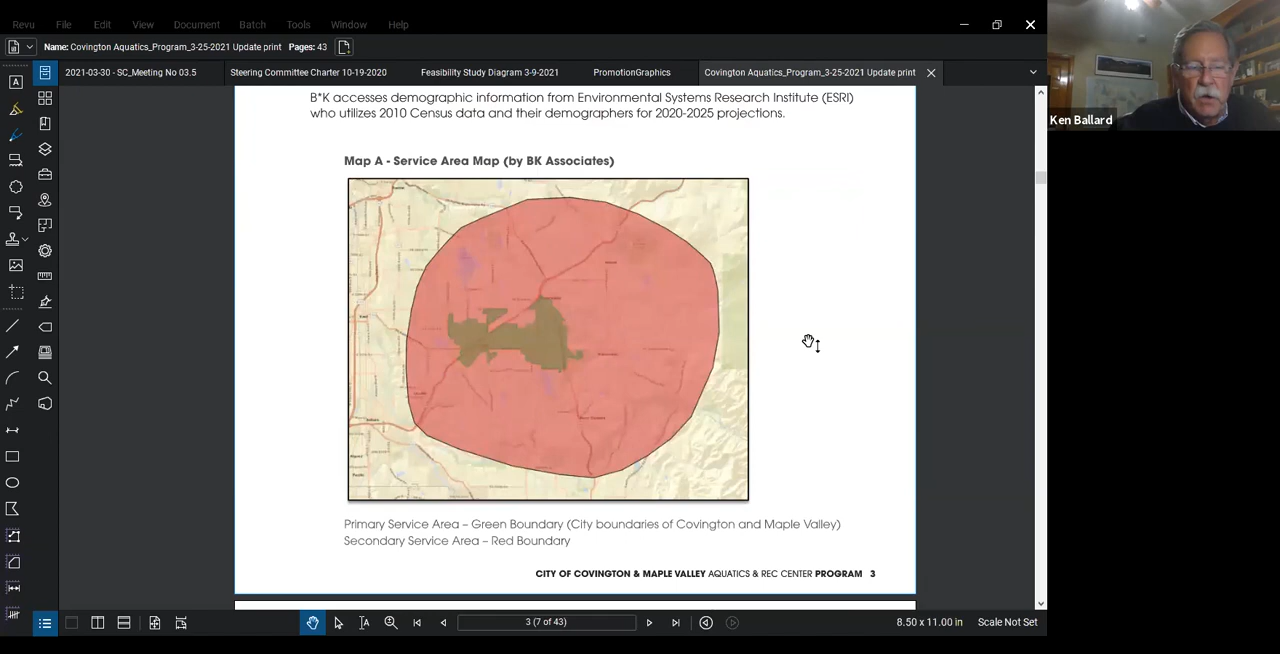 Revu File Edit View Document Batch Tools Window Help
Name: Covington Aquatics_Program_3-25-2021 Update print Pages: 43
2021-03-30 - SC_Meeting No 03.5 Steering Committee Charter 10-19-2020 Feasibility Study Diagram 3-9-2021 PromotionGraphics Covington Aquatics_Program_3-25-2021 Update print
Ken Ballard
B*K accesses demographic information from Environmental Systems Research Institute (ESRI)
who utilizes 2010 Census data and their demographers for 2020-2025 projections.
Map A - Service Area Map (by BK Associates)
Primary Service Area – Green Boundary (City boundaries of Covington and Maple Valley)
Secondary Service Area – Red Boundary
CITY OF COVINGTON & MAPLE VALLEY AQUATICS & REC CENTER PROGRAM 3
3 (7 of 43) 8.50 x 11.00 in Scale Not Set